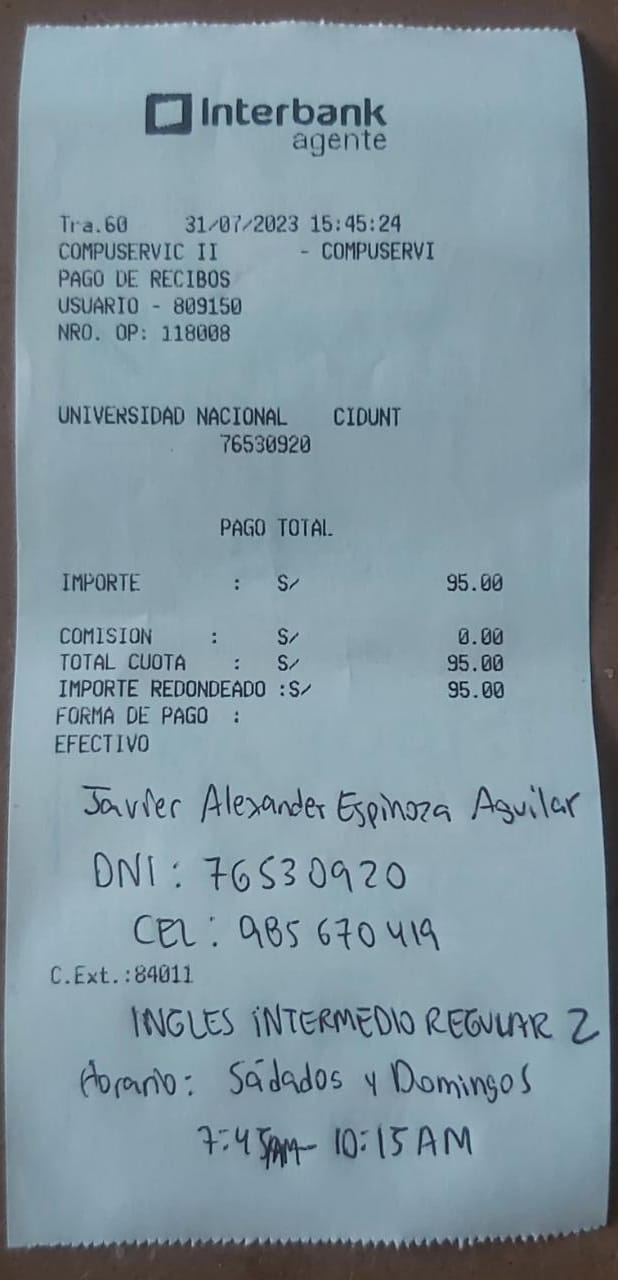 Interbank
agente
Tra.60 31/07/2023 15:45:24
COMPUSERVIC II - COMPUSERVI
PAGO DE RECIBOS
USUARIO - 809150
NRO. OP: 118008
UNIVERSIDAD NACIONAL CIDUNT
76530920
PAGO TOTAL
IMPORTE : S/ 95.00
COMISION : S/ 0.00
TOTAL CUOTA : S/ 95.00
IMPORTE REDONDEADO :S/ 95.00
FORMA DE PAGO :
EFECTIVO
Javier Alexander Espinoza Aguilar
DNI: 76530920
CEL: 985 670 419
C.Ext.:84011
INGLES INTERMEDIO REGULAR 2
Horario: Sádados y Domingos
7:45AM - 10:15 AM